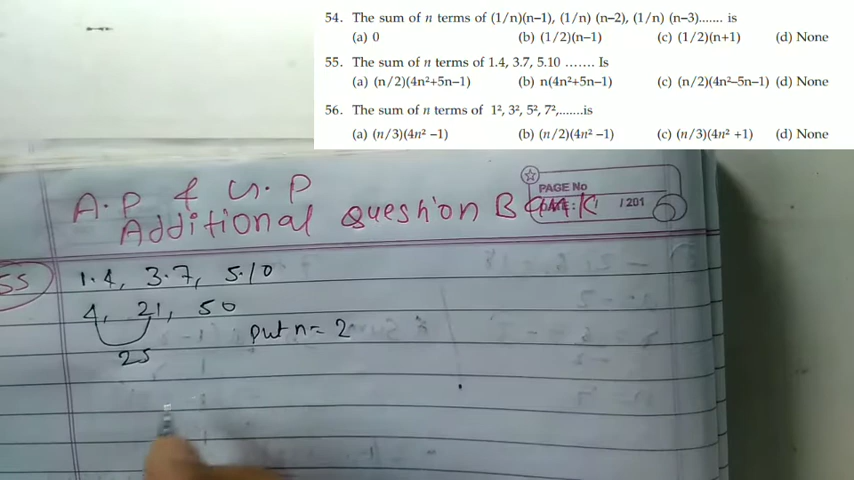 54. The sum of n terms of (1/n)(n−1), (1/n) (n−2), (1/n) (n−3)....... is
(a) 0 (b) (1/2)(n−1) (c) (1/2)(n+1) (d) None
55. The sum of n terms of 1.4, 3.7, 5.10 ....... Is
(a) (n/2)(4n²+5n−1) (b) n(4n²+5n−1) (c) (n/2)(4n²−5n−1) (d) None
56. The sum of n terms of 1², 3², 5², 7²,.......is
(a) (n/3)(4n² −1) (b) (n/2)(4n² −1) (c) (n/3)(4n² +1) (d) None
A.P & G.P
PAGE No
Additional question Bank
/ 201
55 1.4, 3.7, 5.10
4, 21, 50
put n = 2
25